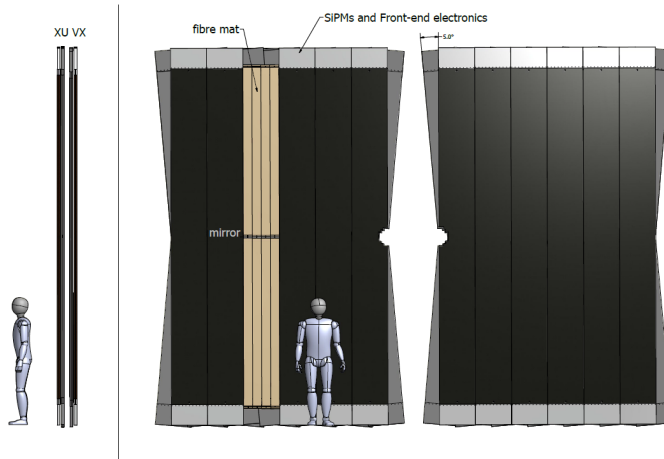 XU VX
fibre mat
SiPMs and Front-end electronics
5.0°
mirror